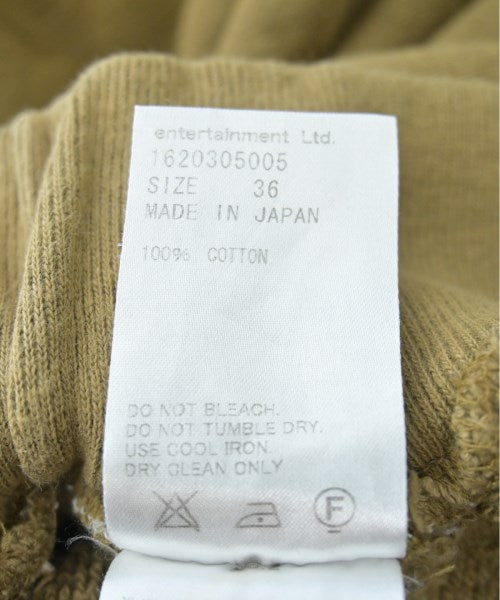 entertainment Ltd.
1620305005
SIZE 36
MADE IN JAPAN
100% COTTON
DO NOT BLEACH.
DO NOT TUMBLE DRY.
USE COOL IRON.
DRY CLEAN ONLY
F